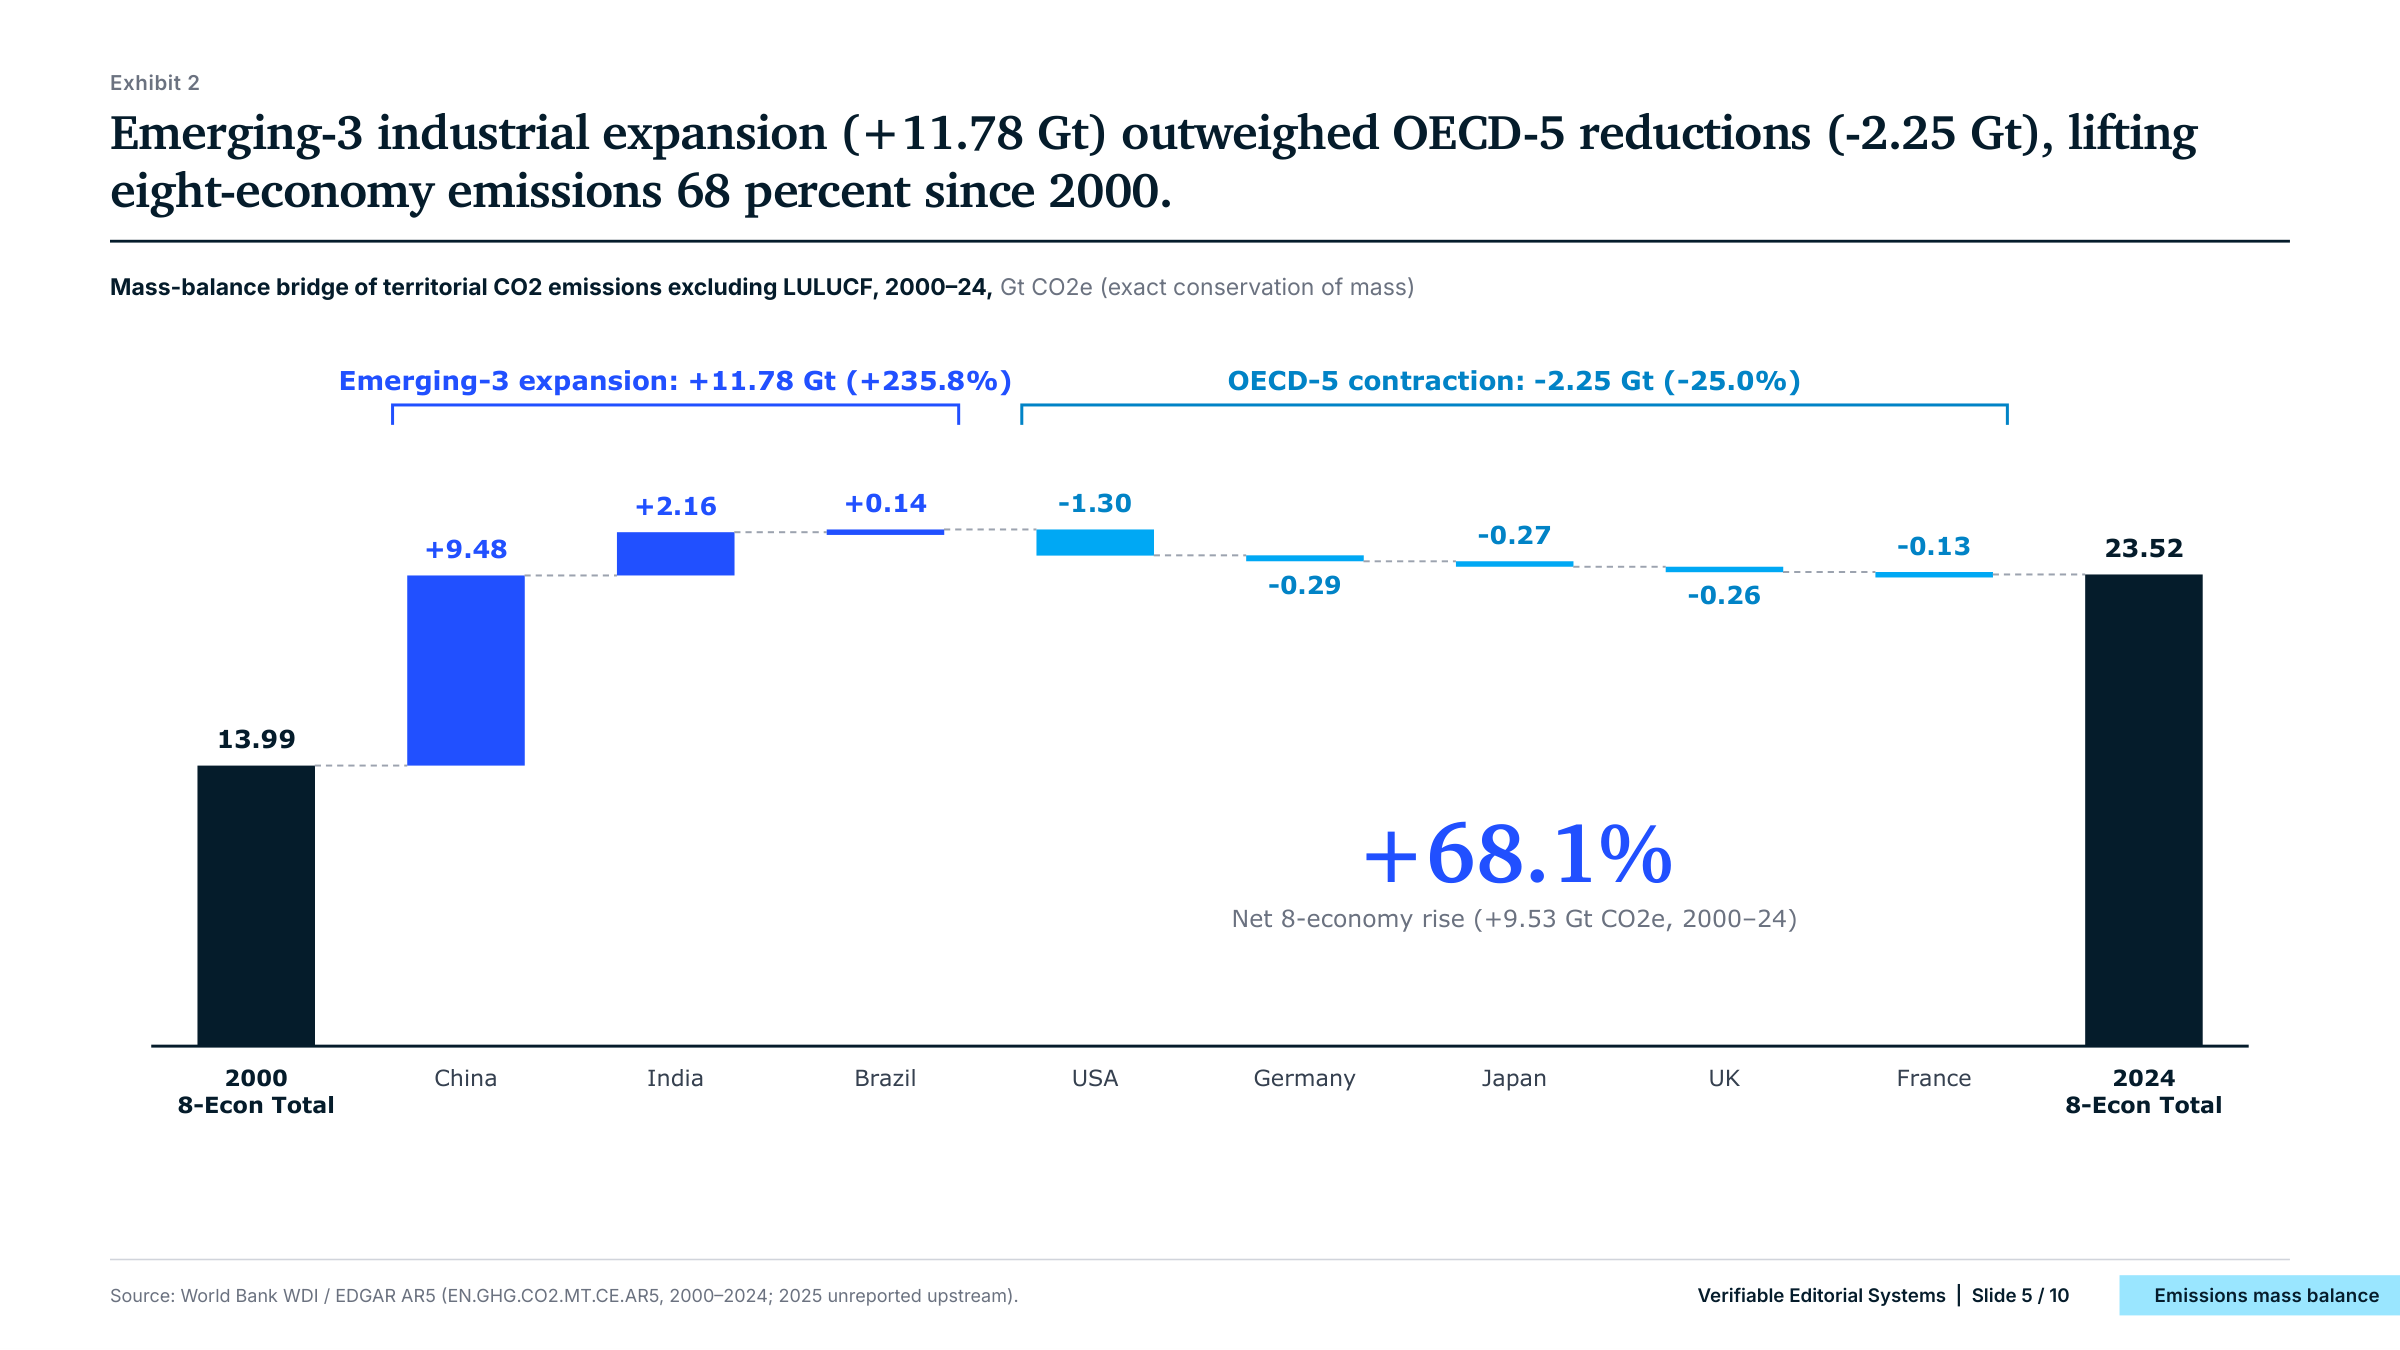 Exhibit 2
Emerging-3 industrial expansion (+11.78 Gt) outweighed OECD-5 reductions (-2.25 Gt), lifting
eight-economy emissions 68 percent since 2000.
Mass-balance bridge of territorial CO2 emissions excluding LULUCF, 2000–24, Gt CO2e (exact conservation of mass)
Emerging-3 expansion: +11.78 Gt (+235.8%)
OECD-5 contraction: -2.25 Gt (-25.0%)
13.99
+9.48
+2.16
+0.14
-1.30
-0.29
-0.27
-0.26
-0.13
23.52
+68.1%
Net 8-economy rise (+9.53 Gt CO2e, 2000–24)
2000
8-Econ Total
China
India
Brazil
USA
Germany
Japan
UK
France
2024
8-Econ Total
Source: World Bank WDI / EDGAR AR5 (EN.GHG.CO2.MT.CE.AR5, 2000–2024; 2025 unreported upstream).
Verifiable Editorial Systems | Slide 5 / 10
Emissions mass balance